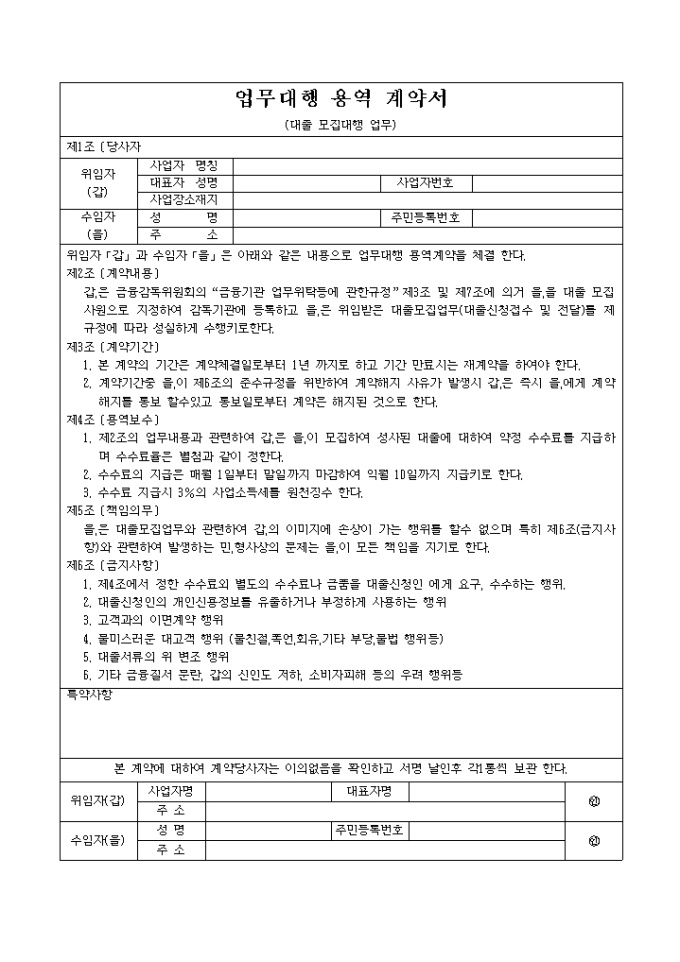 업무대행 용역 계약서
(대출 모집대행 업무)
제1조 [당사자
위임자
(갑)
사업자 명칭
대표자 성명
사업자번호
사업장소재지
수임자
(을)
성 명
주민등록번호
주 소
위임자「갑」과 수임자「을」은 아래와 같은 내용으로 업무대행 용역계약을 체결 한다.
제2조 [계약내용]
갑,은 금융감독위원회의 “금융기관 업무위탁등에 관한규정”제3조 및 제7조에 의거 을,을 대출 모집
사원으로 지정하여 감독기관에 등록하고 을,은 위임받은 대출모집업무(대출신청접수 및 전달)를 제
규정에 따라 성실하게 수행키로한다.
제3조 [계약기간]
1. 본 계약의 기간은 계약체결일로부터 1년 까지로 하고 기간 만료시는 재계약을 하여야 한다.
2. 계약기간중 을,이 제6조의 준수규정을 위반하여 계약해지 사유가 발생시 갑,은 즉시 을,에게 계약
해지를 통보 할수있고 통보일로부터 계약은 해지된 것으로 한다.
제4조 [용역보수]
1. 제2조의 업무내용과 관련하여 갑,은 을,이 모집하여 성사된 대출에 대하여 약정 수수료를 지급하
며 수수료율은 별첨과 같이 정한다.
2. 수수료의 지급은 매월 1일부터 말일까지 마감하여 익월 10일까지 지급키로 한다.
3. 수수료 지급시 3%의 사업소득세를 원천징수 한다.
제5조 [책임의무]
을,은 대출모집업무와 관련하여 갑,의 이미지에 손상이 가는 행위를 할수 없으며 특히 제6조(금지사
항)와 관련하여 발생하는 민,형사상의 문제는 을,이 모든 책임을 지기로 한다.
제6조 [금지사항]
1. 제4조에서 정한 수수료외 별도의 수수료나 금품을 대출신청인 에게 요구, 수수하는 행위.
2. 대출신청인의 개인신용정보를 유출하거나 부정하게 사용하는 행위
3. 고객과의 이면계약 행위
4. 물미스러운 대고객 행위 (불친절,폭언,회유,기타 부당,불법 행위등)
5. 대출서류의 위 변조 행위
6. 기타 금융질서 문란, 갑의 신인도 저하, 소비자피해 등의 우려 행위등
특약사항
본 계약에 대하여 계약당사자는 이의없음을 확인하고 서명 날인후 각1통씩 보관 한다.
위임자(갑)
사업자명
대표자명
㊞
주 소
수임자(을)
성 명
주민등록번호
㊞
주 소